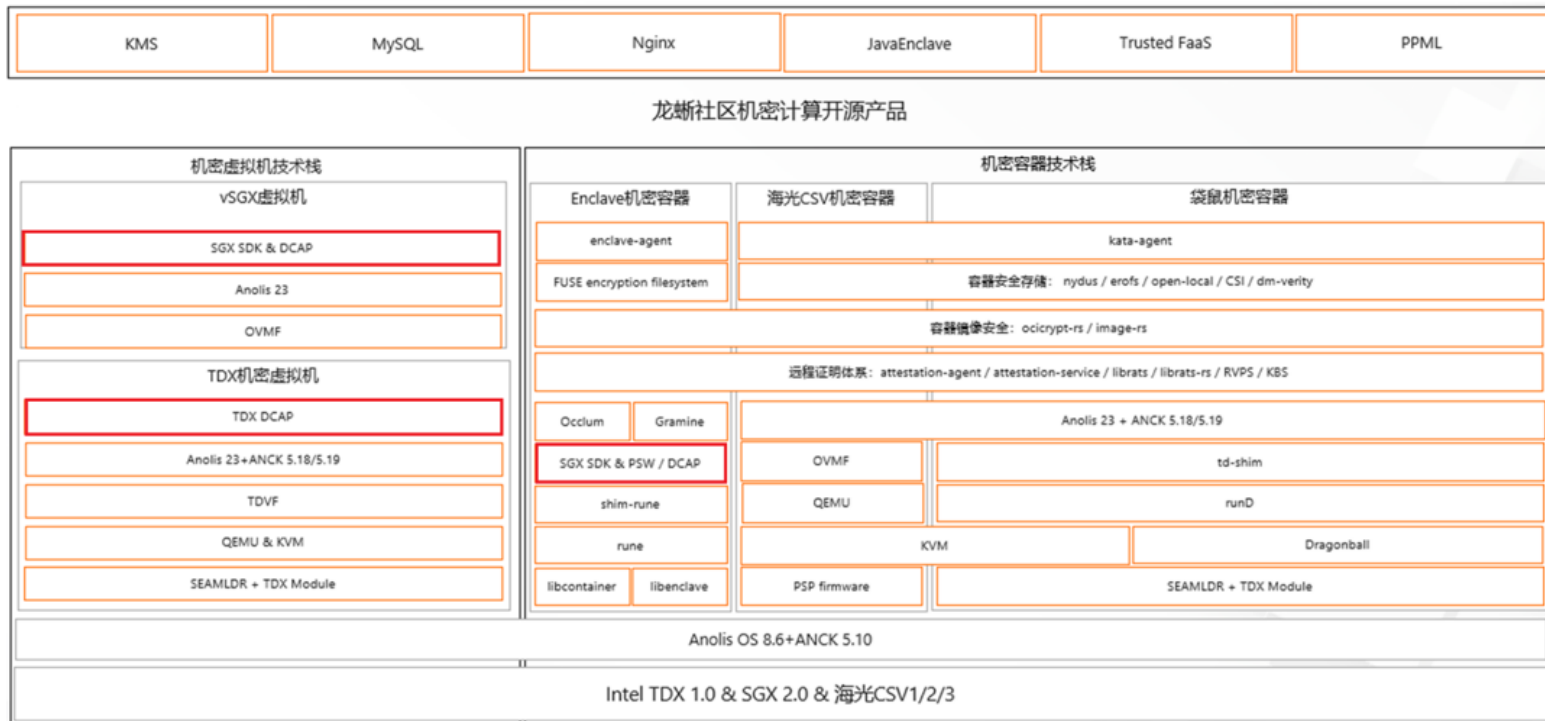 KMS
MySQL
Nginx
JavaEnclave
Trusted FaaS
PPML
龙蜥社区机密计算开源产品
机密虚拟机技术栈
vSGX虚拟机
SGX SDK & DCAP
Anolis 23
OVMF
TDX机密虚拟机
TDX DCAP
Anolis 23+ANCK 5.18/5.19
TDVF
QEMU & KVM
SEAMLDR + TDX Module
机密容器技术栈
Enclave机密容器
海光CSV机密容器
袋鼠机密容器
enclave-agent
kata-agent
FUSE encryption filesystem
容器安全存储： nydus / erofs / open-local / CSI / dm-verity
容器镜像安全：ocicrypt-rs / image-rs
远程证明体系：attestation-agent / attestation-service / librats / librats-rs / RVPS / KBS
Occlum
Gramine
Anolis 23 + ANCK 5.18/5.19
SGX SDK & PSW / DCAP
OVMF
td-shim
shim-rune
QEMU
runD
rune
KVM
Dragonball
libcontainer
libenclave
PSP firmware
SEAMLDR + TDX Module
Anolis OS 8.6+ANCK 5.10
Intel TDX 1.0 & SGX 2.0 & 海光CSV1/2/3